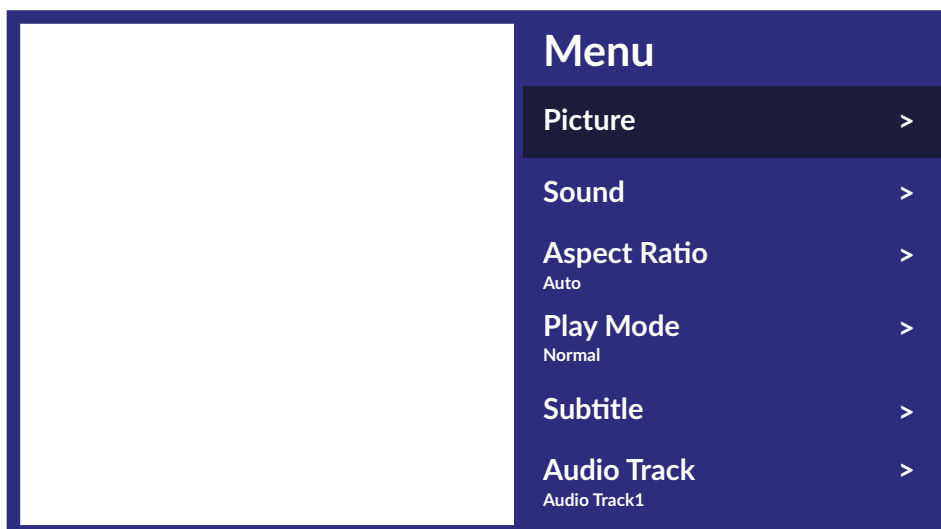 Menu
Picture >
Sound >
Aspect Ratio >
Auto
Play Mode >
Normal
Subtitle >
Audio Track >
Audio Track1